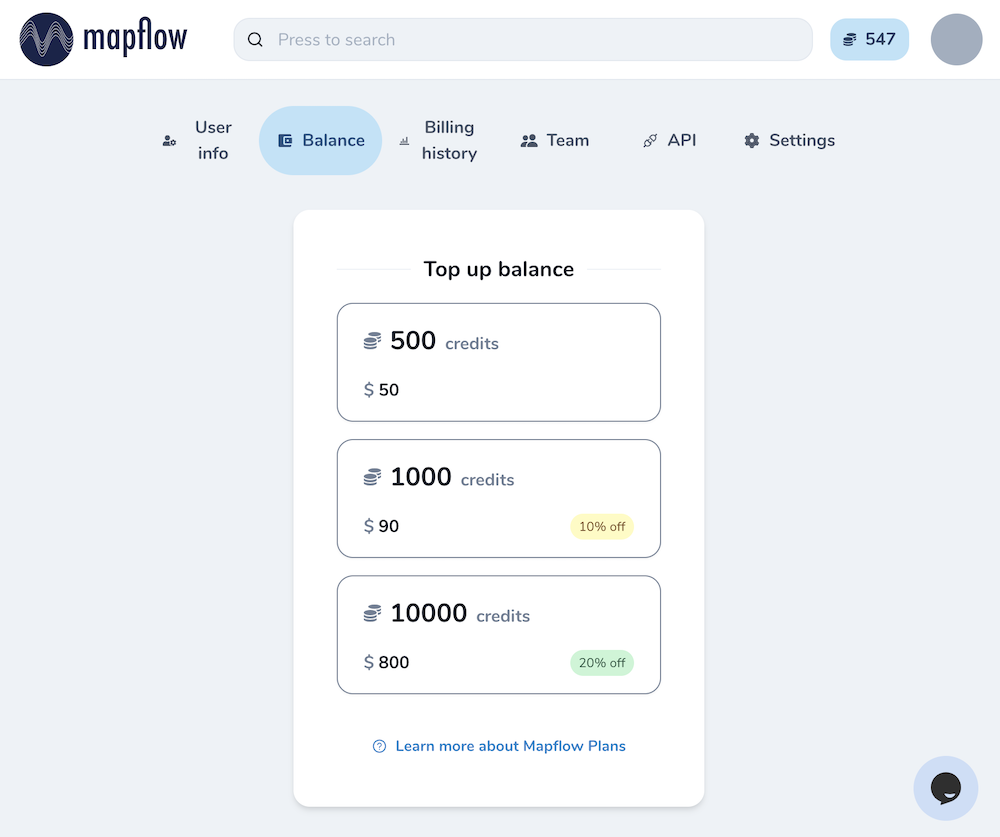 mapflow
Press to search
547
User
info
Balance
Billing
history
Team
API
Settings
Top up balance
500 credits
$ 50
1000 credits
$ 90
10% off
10000 credits
$ 800
20% off
Learn more about Mapflow Plans